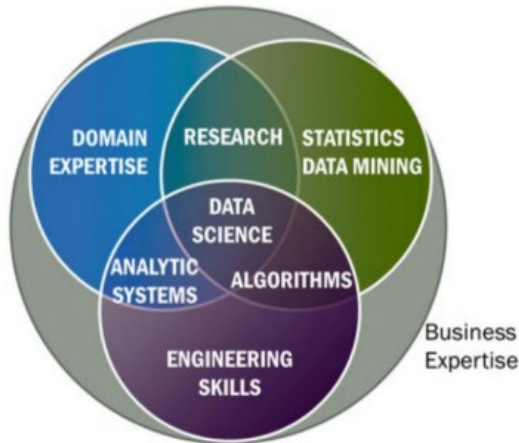 DOMAIN
EXPERTISE
RESEARCH
STATISTICS
DATA MINING
DATA
SCIENCE
ANALYTIC
SYSTEMS
ALGORITHMS
ENGINEERING
SKILLS
Business
Expertise